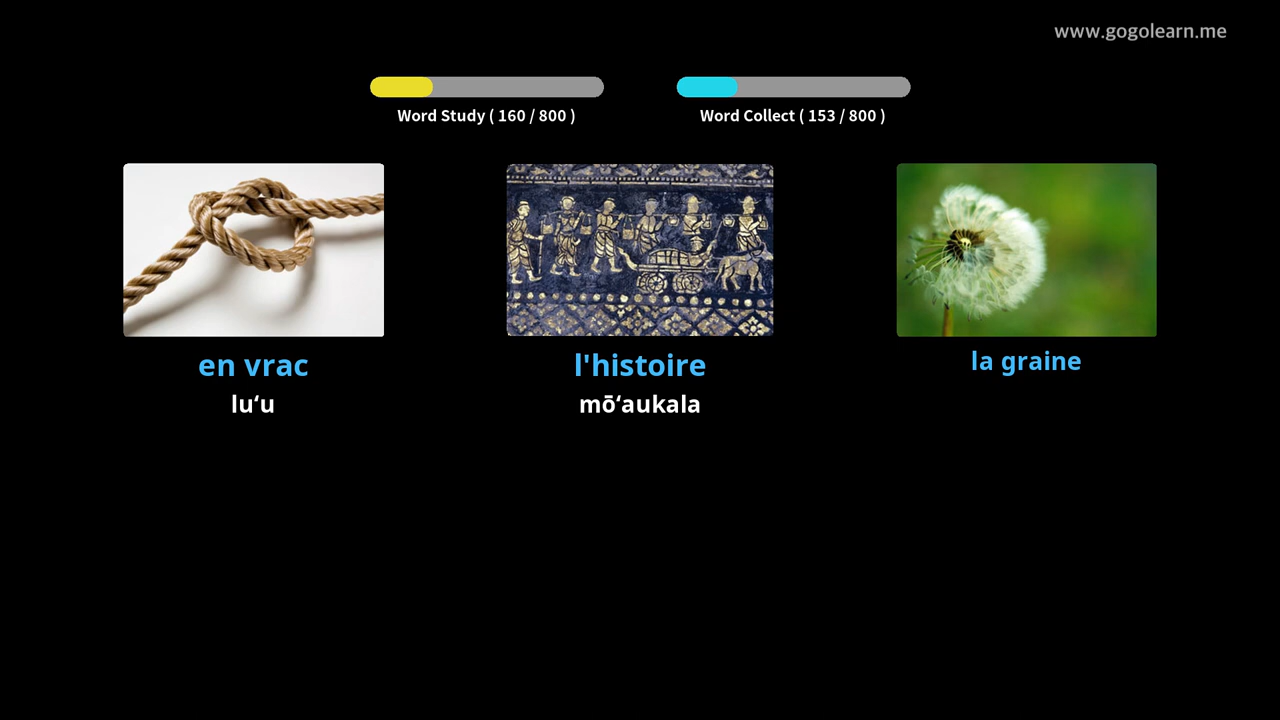 www.gogolearn.me
Word Study ( 160 / 800 )
Word Collect ( 153 / 800 )
en vrac
luʻu
l'histoire
mōʻaukala
la graine